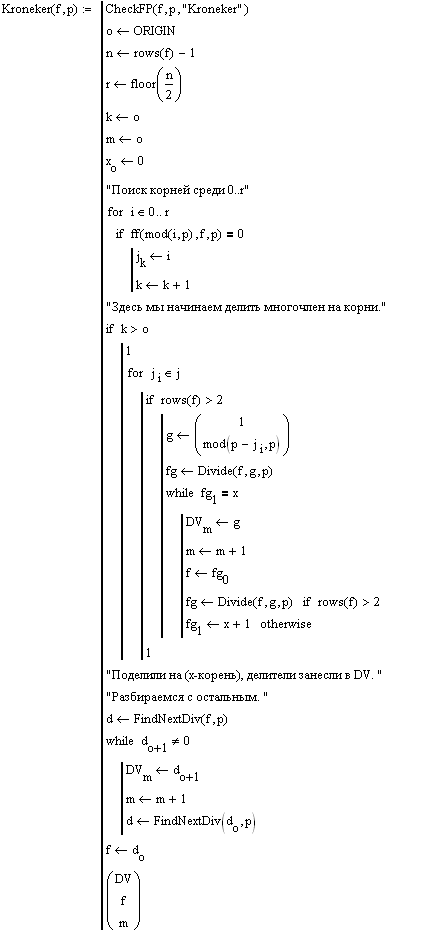 Kroneker(f,p) := CheckFP(f,p,"Kroneker")
o ← ORIGIN
n ← rows(f) − 1
r ← floor(n/2)
k ← o
m ← o
x_o ← 0
"Поиск корней среди 0..r"
for i ∈ 0..r
if ff(mod(i,p),f,p) = 0
j_k ← i
k ← k + 1
"Здесь мы начинаем делить многочлен на корни."
if k > o
1
for j_i ∈ j
if rows(f) > 2
g ← (1
mod(p − j_i,p))
fg ← Divide(f,g,p)
while fg_1 = x
DV_m ← g
m ← m + 1
f ← fg_0
fg ← Divide(f,g,p) if rows(f) > 2
fg_1 ← x + 1 otherwise
1
"Поделили на (x-корень), делители занесли в DV. "
"Разбираемся с остальным. "
d ← FindNextDiv(f,p)
while d_o+1 ≠ 0
DV_m ← d_o+1
m ← m + 1
d ← FindNextDiv(d_o,p)
f ← d_o
(DV
f
m)